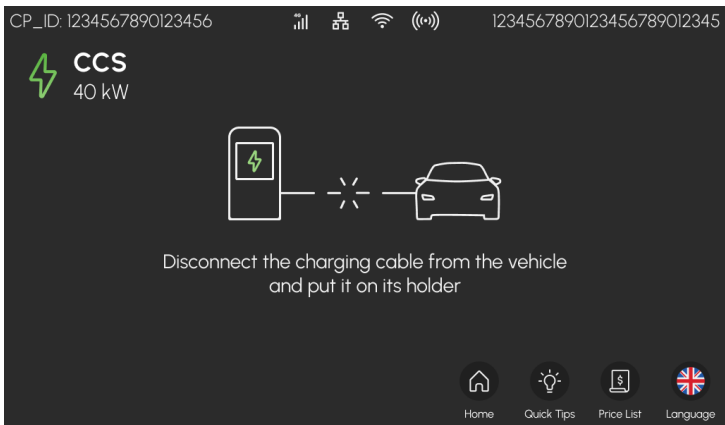 CP_ID: 1234567890123456
1234567890123456789012345
CCS
40 kW
Disconnect the charging cable from the vehicle
and put it on its holder
$
Home
Quick Tips
Price List
Language